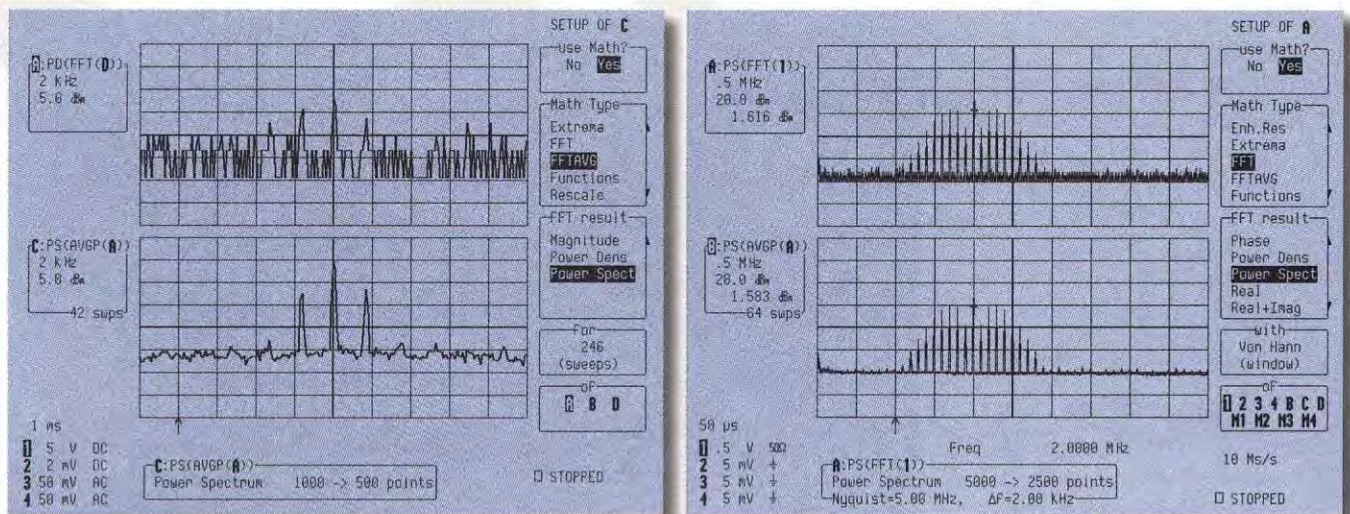 SETUP OF C
A:PD(FFT(D))
2 kHz
5.0 dBm
use Math?
No Yes
Math Type
Extrema
FFT
FFTAVG
Functions
Rescale
FFT result
Magnitude
Power Dens
Power Spect
C:PS(AVGP(A))
2 kHz
5.0 dBm
42 swps
For
246
(sweeps)
of
A B D
1 ms
1 5 V DC
2 2 mV DC
3 50 mV AC
4 50 mV AC
C:PS(AVGP(A))
Power Spectrum 1000 -> 500 points
STOPPED
SETUP OF A
A:PS(FFT(1))
.5 MHz
20.0 dBm
1.616 dBm
use Math?
No Yes
Math Type
Enh.Res
Extrema
FFT
FFTAVG
Functions
FFT result
Phase
Power Dens
Power Spect
Real
Real+Imag
B:PS(AVGP(A))
.5 MHz
20.0 dBm
1.583 dBm
64 swps
with
Von Hann
(window)
of
1 2 3 4 B C D
M1 M2 M3 M4
50 µs
1 .5 V 50Ω
2 5 mV
3 5 mV
4 5 mV
Freq 2.0000 MHz
10 Ms/s
A:PS(FFT(1))
Power Spectrum 5000 -> 2500 points
Nyquist=5.00 MHz, ΔF=2.00 kHz
STOPPED